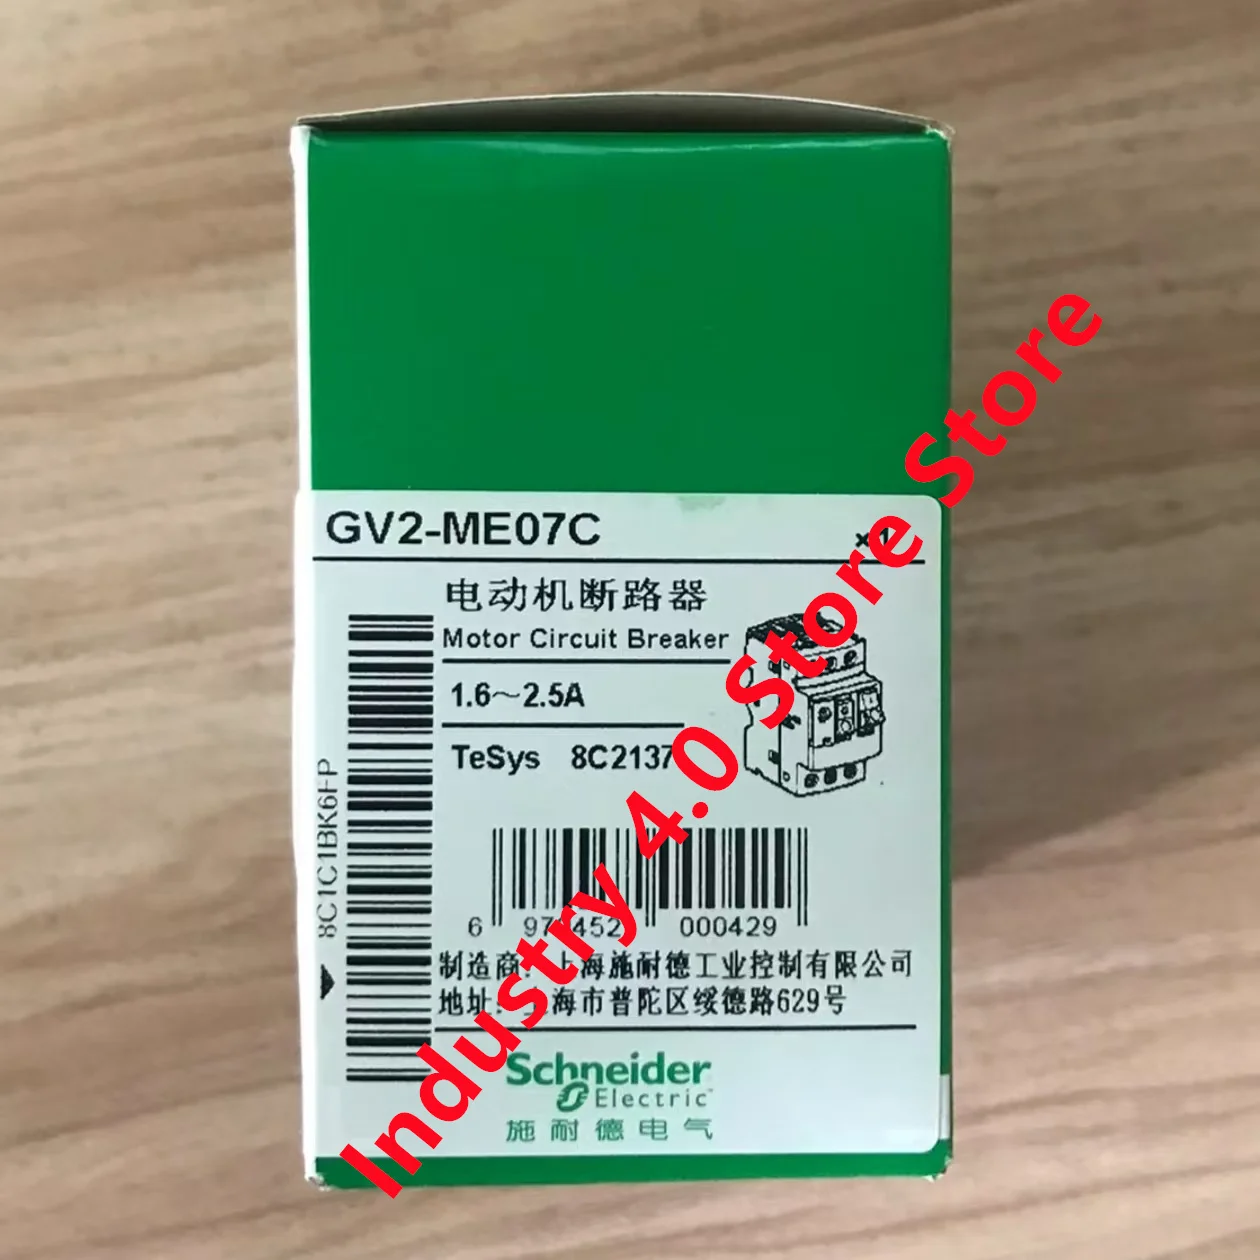 GV2-ME07C
电动机断路器
Motor Circuit Breaker
1.6~2.5A
TeSys 8C2137
8C1C1BK6FP
6 000429
制造商: 上海施耐德工业控制有限公司
地址: 上海市普陀区绥德路629号
Schneider
Electric
施耐德电气
Industry 4.0 Store Store